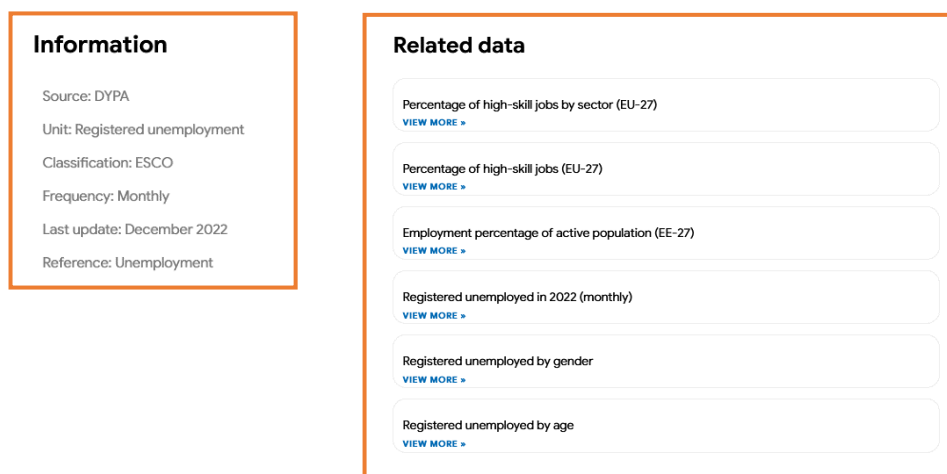 Information
Source: DYPA
Unit: Registered unemployment
Classification: ESCO
Frequency: Monthly
Last update: December 2022
Reference: Unemployment
Related data
Percentage of high-skill jobs by sector (EU-27)
VIEW MORE »
Percentage of high-skill jobs (EU-27)
VIEW MORE »
Employment percentage of active population (EE-27)
VIEW MORE »
Registered unemployed in 2022 (monthly)
VIEW MORE »
Registered unemployed by gender
VIEW MORE »
Registered unemployed by age
VIEW MORE »